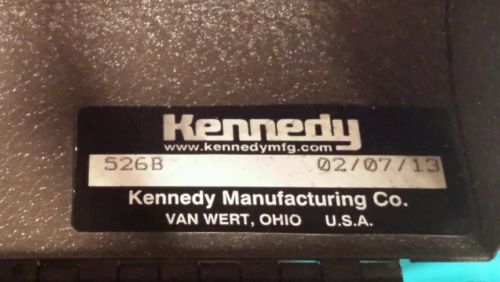 Kennedy
www.kennedymfg.com
526B 02/07/13
Kennedy Manufacturing Co.
VAN WERT, OHIO U.S.A.